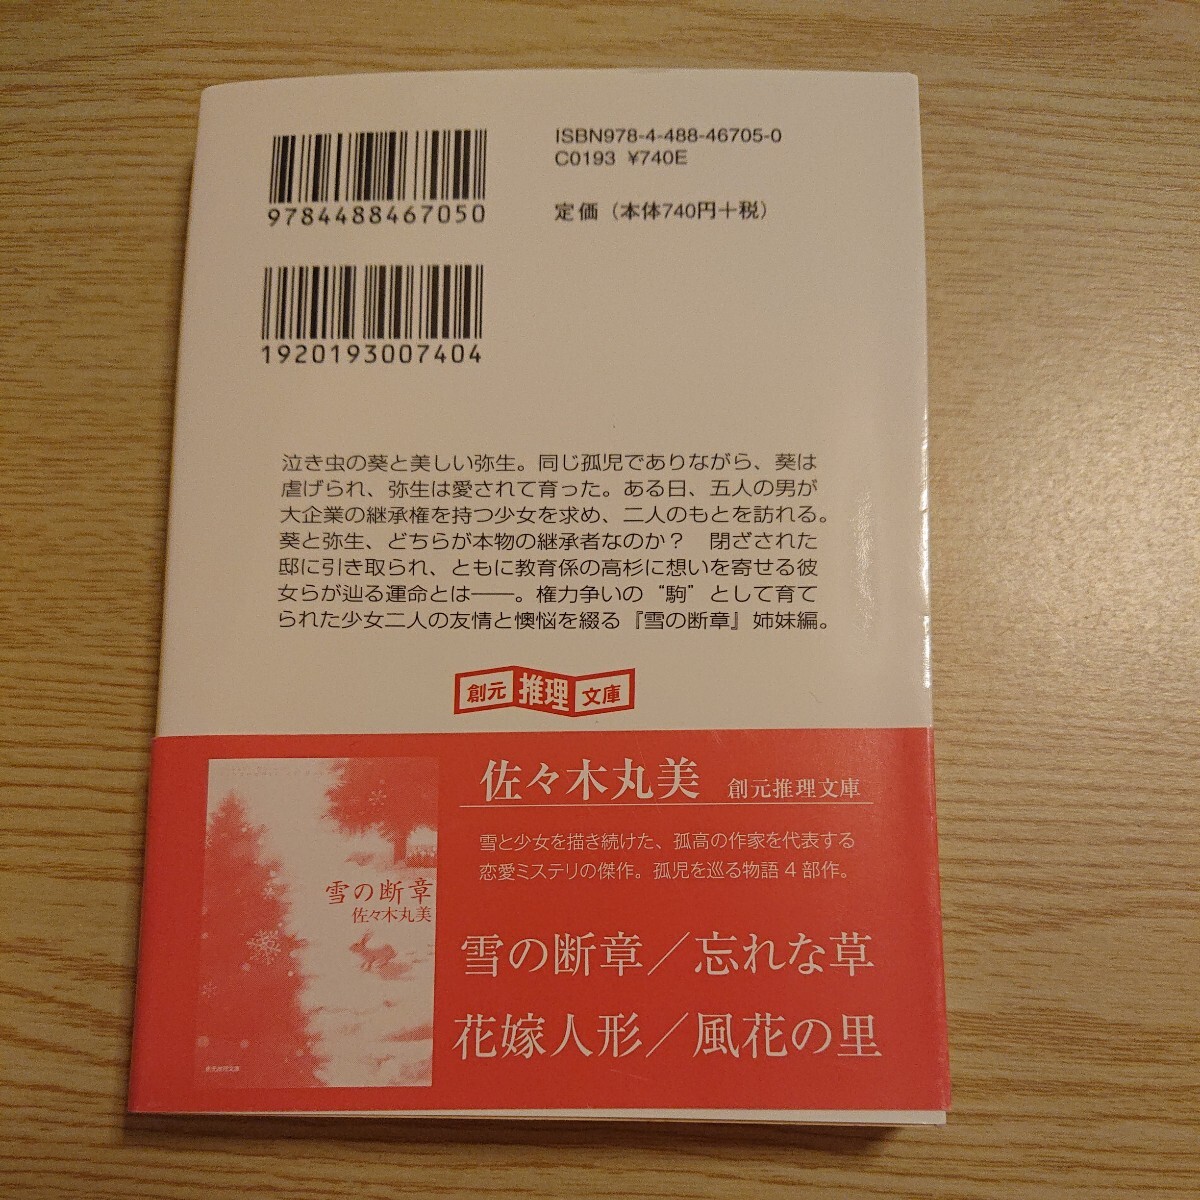 ISBN978-4-488-46705-0
C0193 ¥740E
9784488467050
定価（本体740円＋税）
1920193007404
泣き虫の葵と美しい弥生。同じ孤児でありながら、葵は
虐げられ、弥生は愛されて育った。ある日、五人の男が
大企業の継承権を持つ少女を求め、二人のもとを訪れる。
葵と弥生、どちらが本物の継承者なのか？　閉ざされた
邸に引き取られ、ともに教育係の高杉に想いを寄せる彼
女らが辿る運命とは――。権力争いの“駒”として育て
られた少女二人の友情と懊悩を綴る『雪の断章』姉妹編。
創元推理文庫
佐々木丸美　創元推理文庫
雪と少女を描き続けた、孤高の作家を代表する
恋愛ミステリの傑作。孤児を巡る物語4部作。
雪の断章／忘れな草
花嫁人形／風花の里
雪の断章
佐々木丸美
創元推理文庫